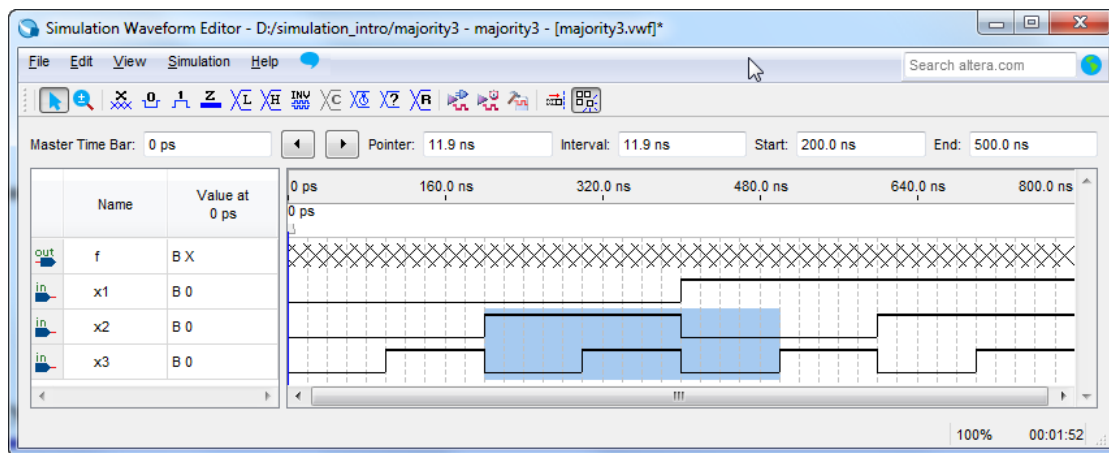 Simulation Waveform Editor - D:/simulation_intro/majority3 - majority3 - [majority3.vwf]*
File Edit View Simulation Help
Search altera.com
X 0 1 Z L H INV C ? R
Master Time Bar: 0 ps Pointer: 11.9 ns Interval: 11.9 ns Start: 200.0 ns End: 500.0 ns
Name Value at 0 ps
0 ps 160.0 ns 320.0 ns 480.0 ns 640.0 ns 800.0 ns
0 ps
out f B X
in x1 B 0
in x2 B 0
in x3 B 0
100% 00:01:52